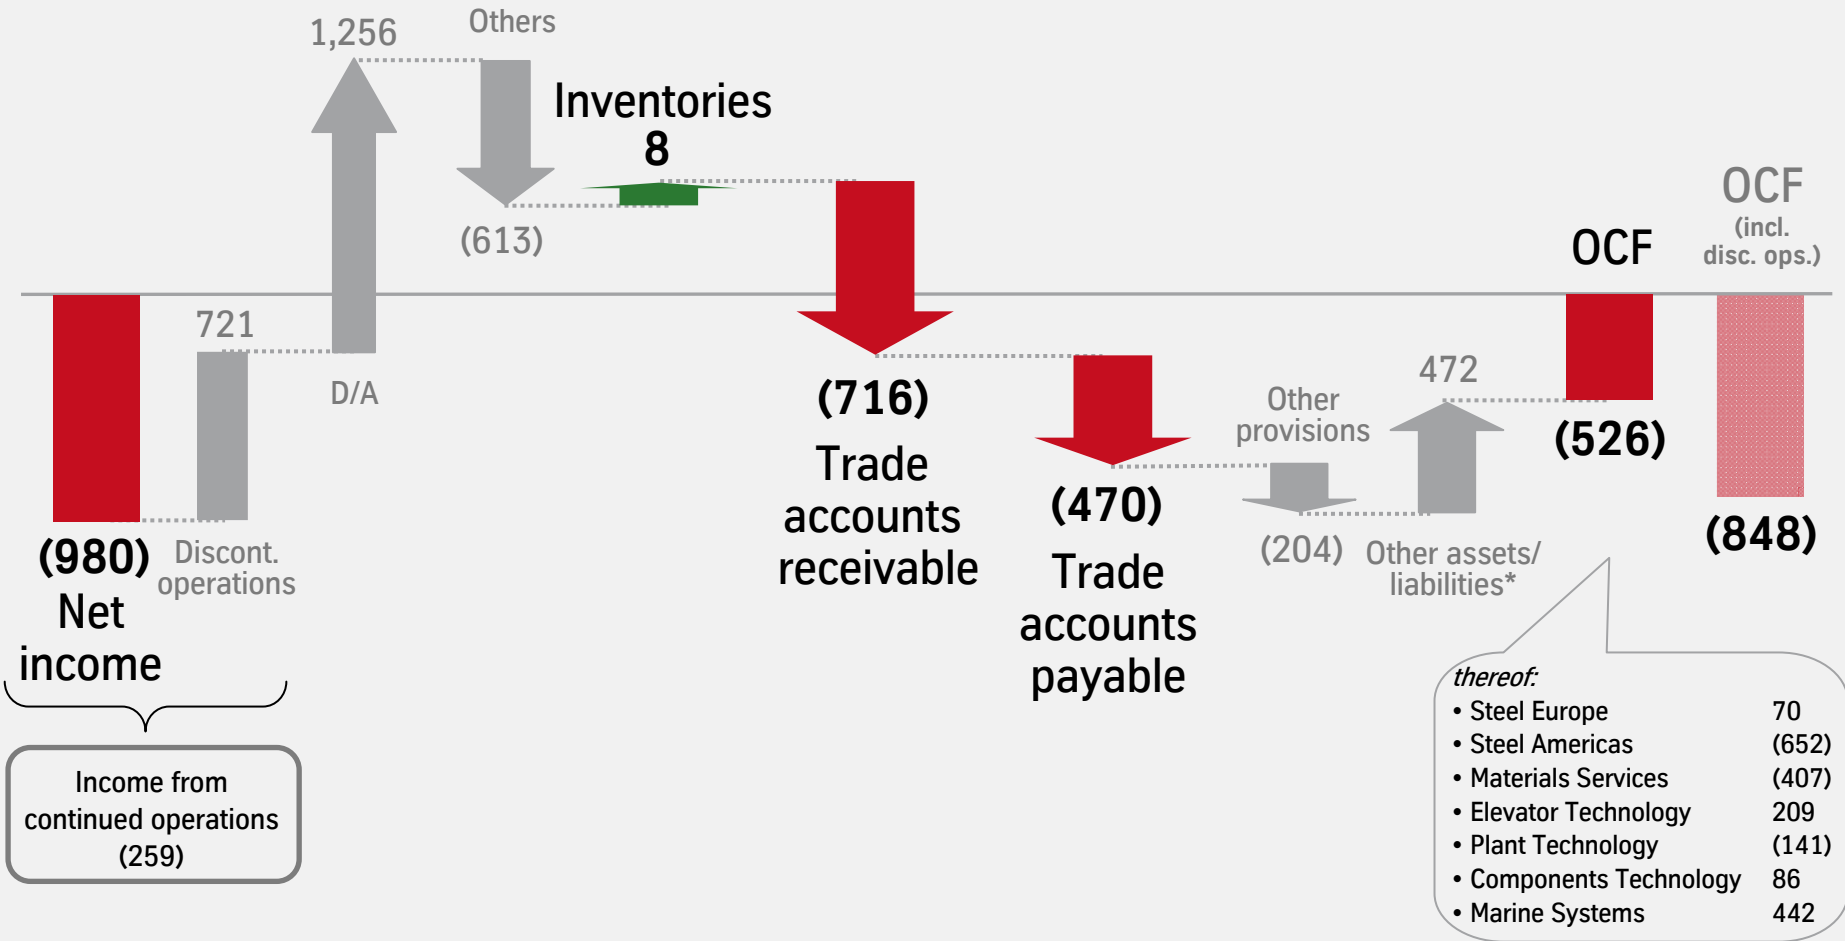 1,256
Others
Inventories
8
(613)
721
D/A
(980)
Net
income
Discont.
operations
(716)
Trade
accounts
receivable
(470)
Trade
accounts
payable
Other
provisions
(204)
472
Other assets/
liabilities*
OCF
(526)
OCF
(incl.
disc. ops.)
(848)
Income from
continued operations
(259)
thereof:
• Steel Europe 70
• Steel Americas (652)
• Materials Services (407)
• Elevator Technology 209
• Plant Technology (141)
• Components Technology 86
• Marine Systems 442